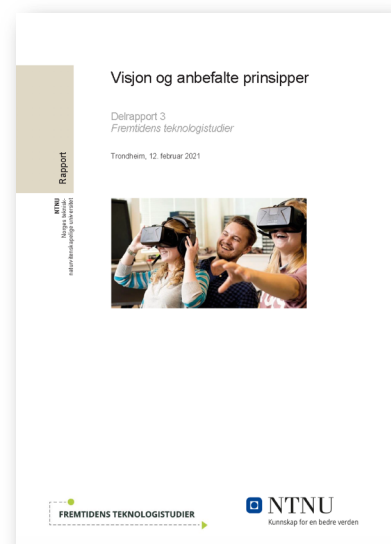 Visjon og anbefalte prinsipper
Delrapport 3
Fremtidens teknologistudier
Trondheim, 12. februar 2021
Rapport
NTNU
Norges teknisk-
naturvitenskapelige universitet
FREMTIDENS TEKNOLOGISTUDIER
NTNU
Kunnskap for en bedre verden